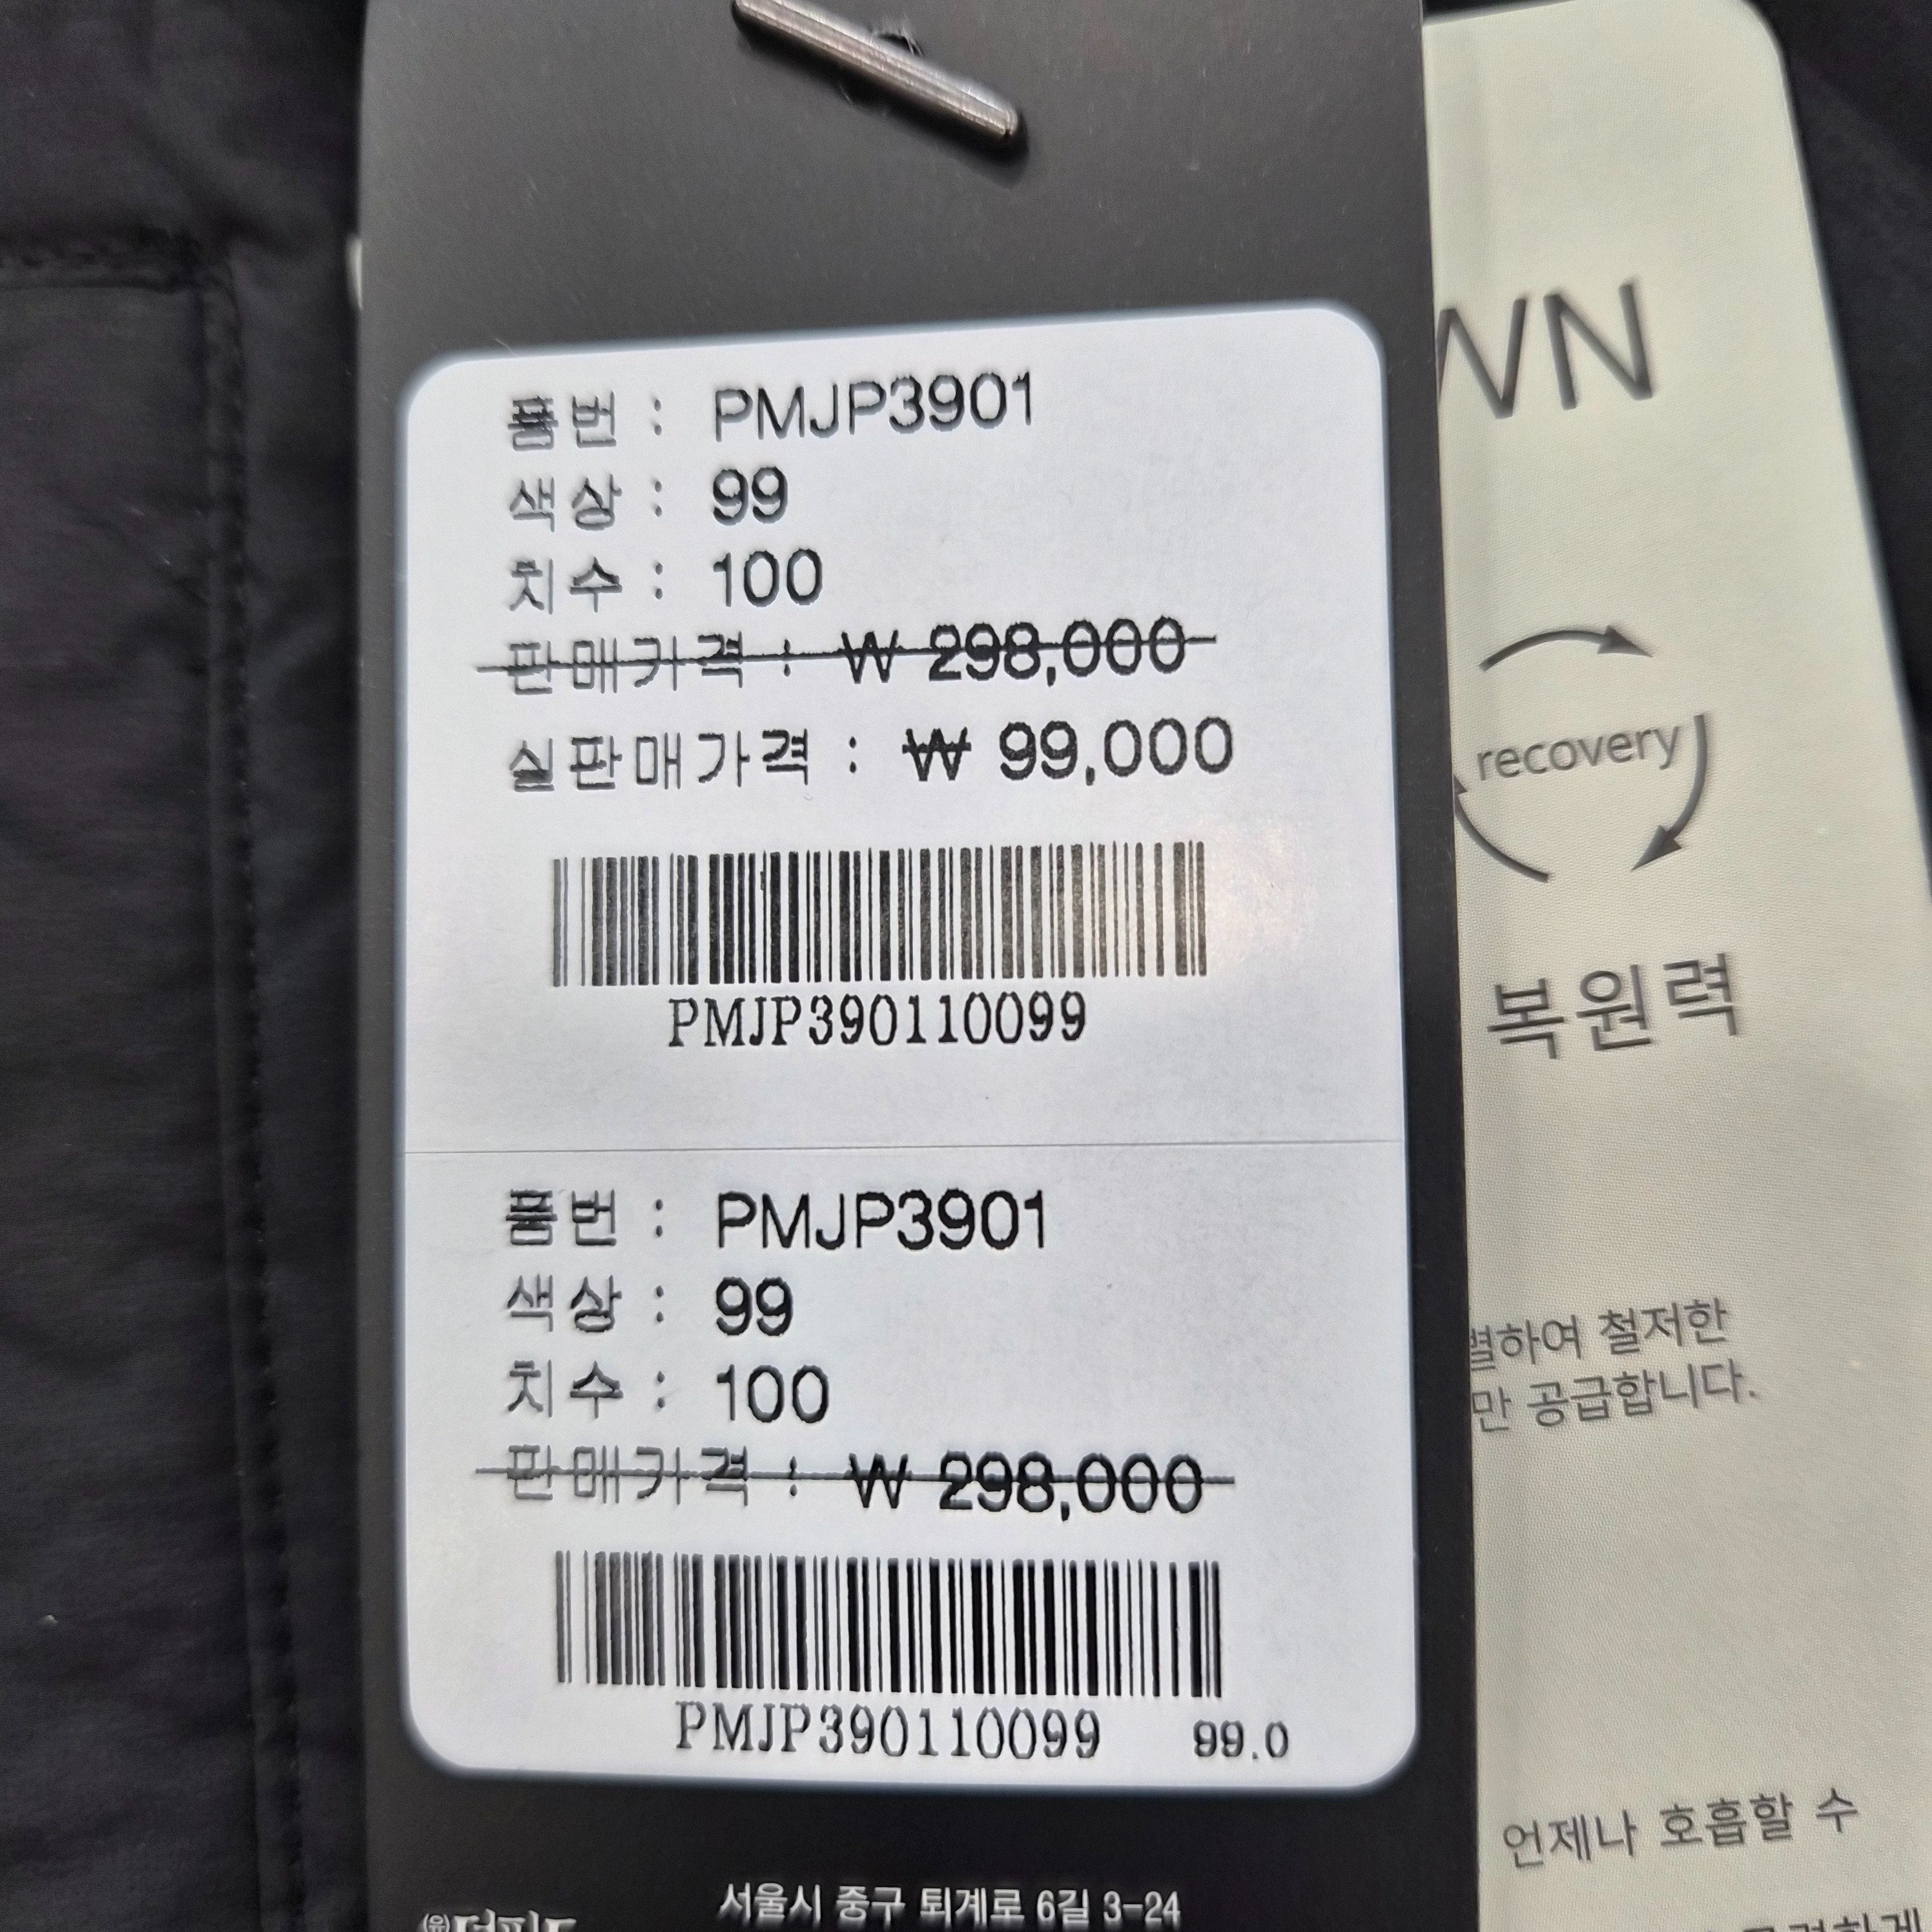 품번 : PMJP3901
색상 : 99
치수 : 100
판매가격 : ₩ 298,000
실판매가격 : ₩ 99,000
PMJP390110099
품번 : PMJP3901
색상 : 99
치수 : 100
판매가격 : ₩ 298,000
PMJP390110099 99.0
서울시 중구 퇴계로 6길 3-24
WN
recovery
복원력
별하여 철저한
만 공급합니다.
언제나 호흡할 수